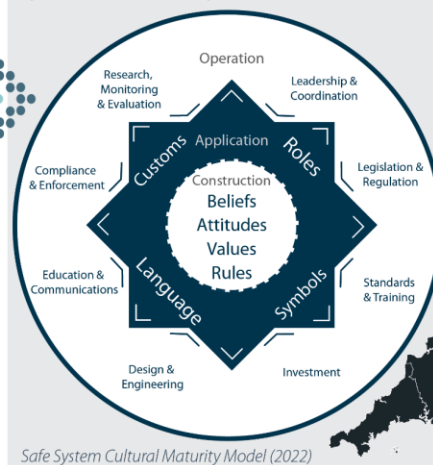 Operation
Research,
Monitoring
& Evaluation
Leadership &
Coordination
Customs
Application
Roles
Compliance
& Enforcement
Construction
Legislation &
Regulation
Beliefs
Attitudes
Values
Rules
Education &
Communications
Language
Symbols
Standards
& Training
Design &
Engineering
Investment
Safe System Cultural Maturity Model (2022)